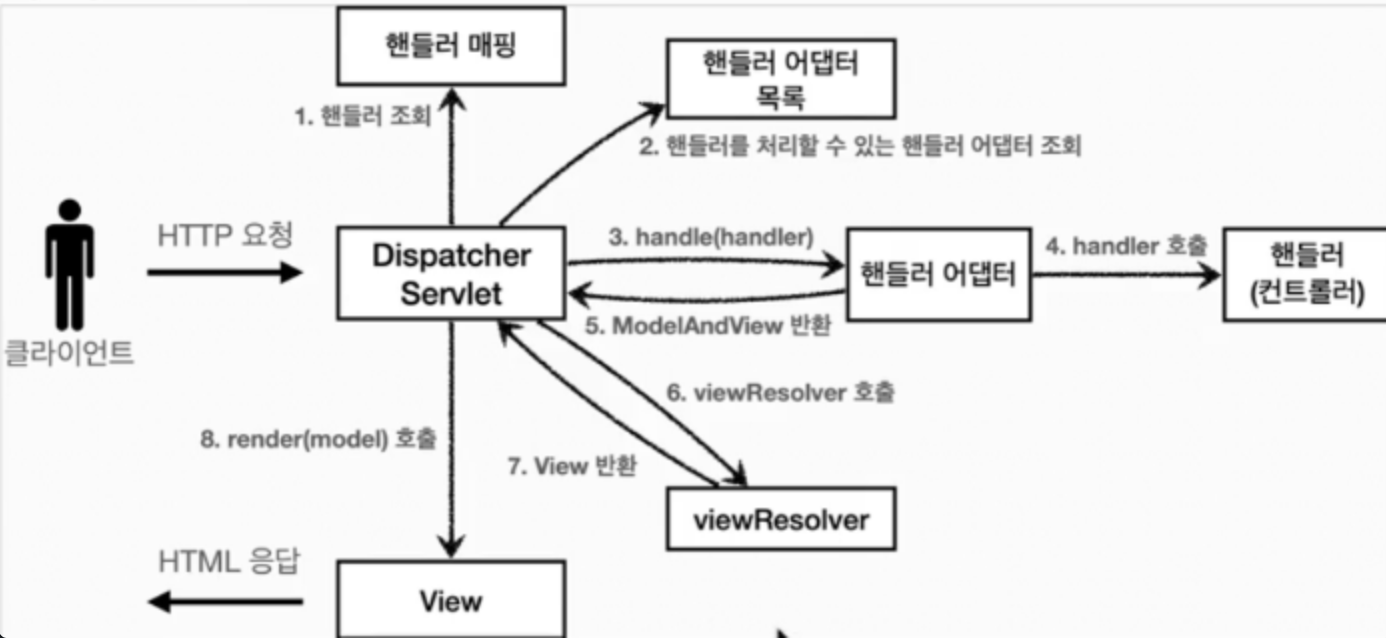 핸들러 매핑
핸들러 어댑터
목록
1. 핸들러 조회
2. 핸들러를 처리할 수 있는 핸들러 어댑터 조회
HTTP 요청
Dispatcher
Servlet
3. handle(handler)
핸들러 어댑터
4. handler 호출
핸들러
(컨트롤러)
5. ModelAndView 반환
클라이언트
6. viewResolver 호출
8. render(model) 호출
7. View 반환
viewResolver
HTML 응답
View